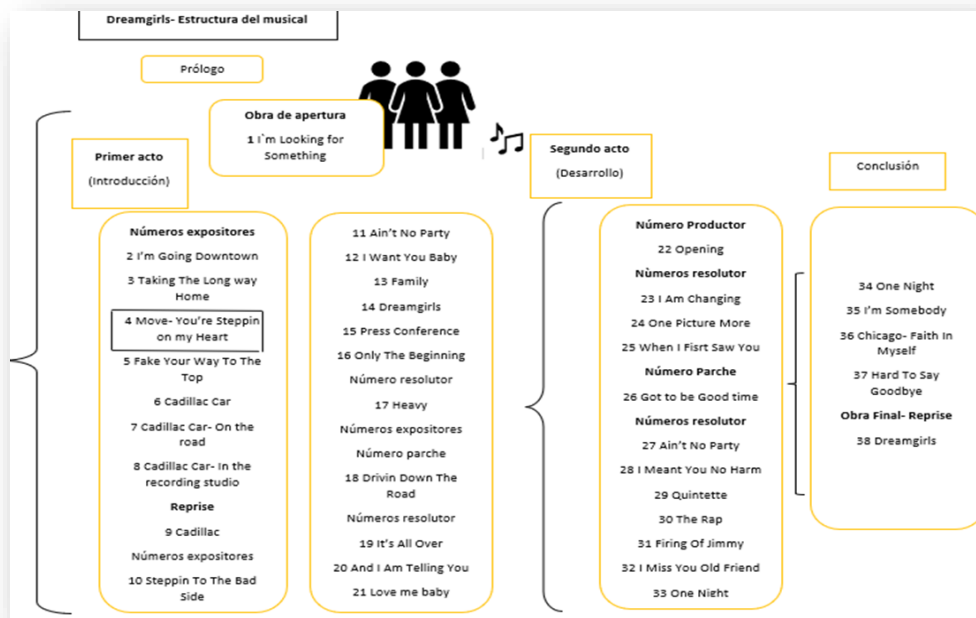 Dreamgirls- Estructura del musical
Prólogo
Obra de apertura
1 I`m Looking for
Something
Primer acto
(Introducción)
Números expositores
2 I'm Going Downtown
3 Taking The Long way
Home
4 Move- You're Steppin
on my Heart
5 Fake Your Way To The
Top
6 Cadillac Car
7 Cadillac Car- On the
road
8 Cadillac Car- In the
recording studio
Reprise
9 Cadillac
Números expositores
10 Steppin To The Bad
Side
11 Ain't No Party
12 I Want You Baby
13 Family
14 Dreamgirls
15 Press Conference
16 Only The Beginning
Número resolutor
17 Heavy
Números expositores
Número parche
18 Drivin Down The
Road
Números resolutor
19 It's All Over
20 And I Am Telling You
21 Love me baby
Segundo acto
(Desarrollo)
Número Productor
22 Opening
Nùmeros resolutor
23 I Am Changing
24 One Picture More
25 When I Fisrt Saw You
Número Parche
26 Got to be Good time
Números resolutor
27 Ain't No Party
28 I Meant You No Harm
29 Quintette
30 The Rap
31 Firing Of Jimmy
32 I Miss You Old Friend
33 One Night
Conclusión
34 One Night
35 I'm Somebody
36 Chicago- Faith In
Myself
37 Hard To Say
Goodbye
Obra Final- Reprise
38 Dreamgirls